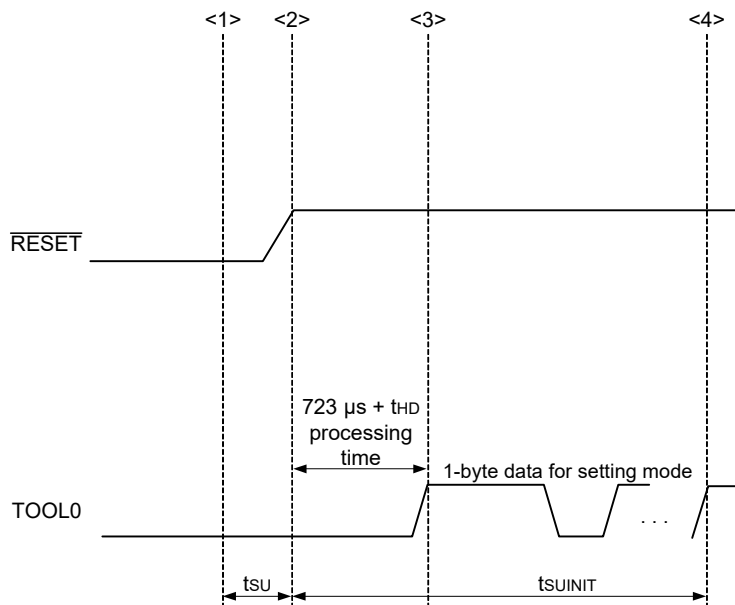 <1> <2> <3> <4>
RESET
723 µs + tHD
processing
time
1-byte data for setting mode
TOOL0
. . .
tSU tSUINIT